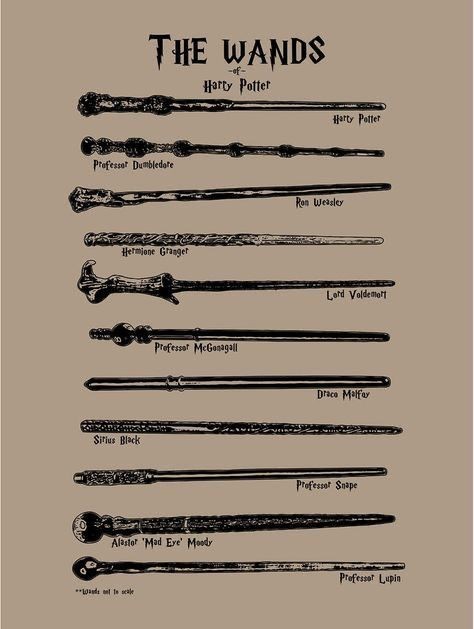 THE WANDS
-of-
Harry Potter
Harry Potter
Professor Dumbledore
Ron Weasley
Hermione Granger
Lord Voldemort
Professor McGonagall
Draco Malfoy
Sirius Black
Professor Snape
Alastor 'Mad Eye' Moody
Professor Lupin
**Wands not to scale